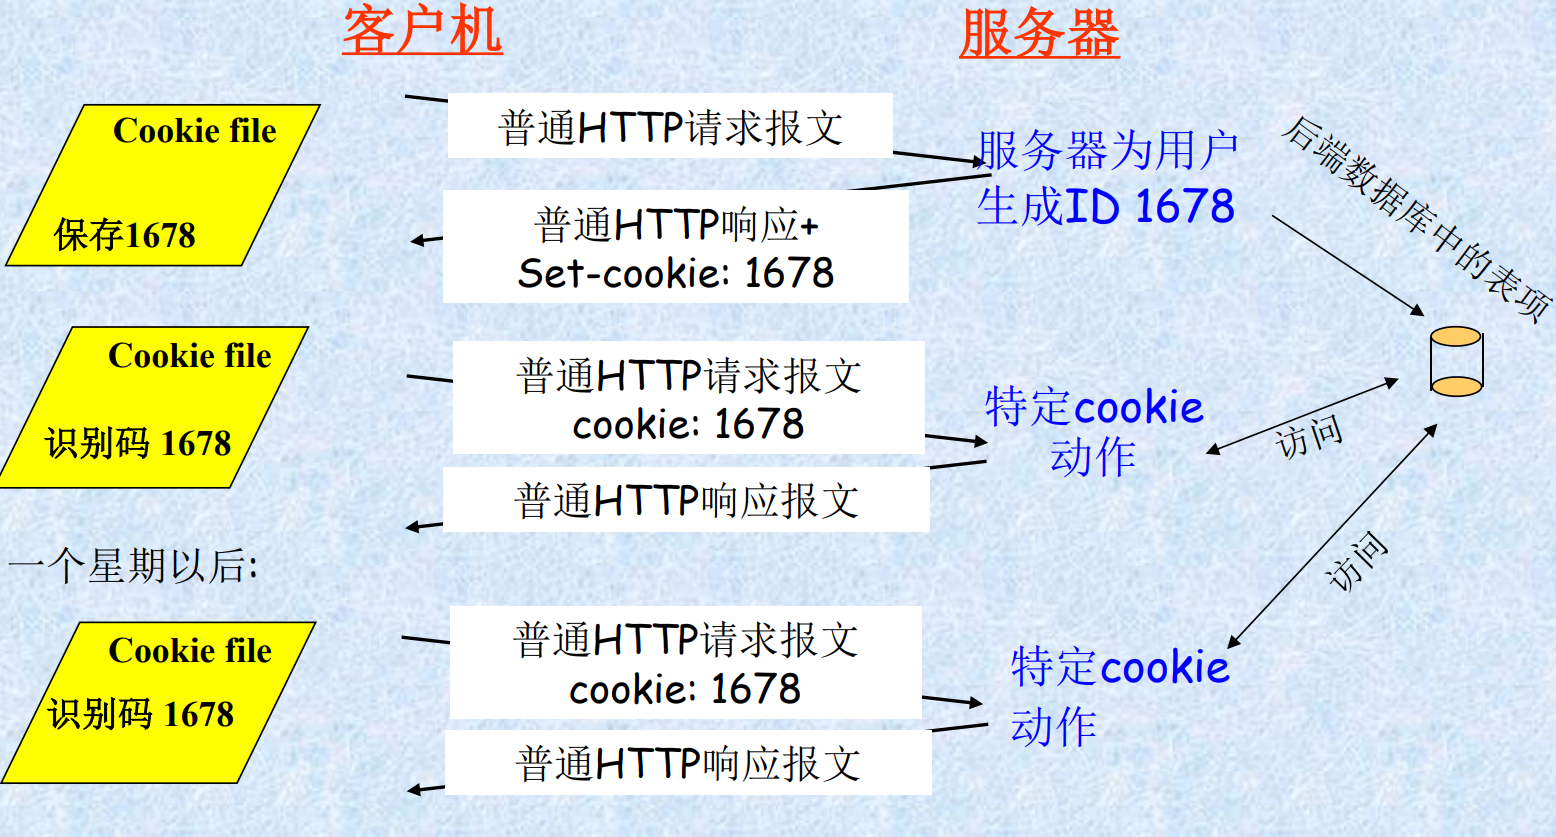 客户机
服务器
Cookie file
保存1678
普通HTTP请求报文
服务器为用户
生成ID 1678
后端数据库中的表项
普通HTTP响应+
Set-cookie: 1678
Cookie file
识别码 1678
普通HTTP请求报文
cookie: 1678
特定cookie
动作
访问
普通HTTP响应报文
一个星期以后:
访问
Cookie file
识别码 1678
普通HTTP请求报文
cookie: 1678
特定cookie
动作
普通HTTP响应报文